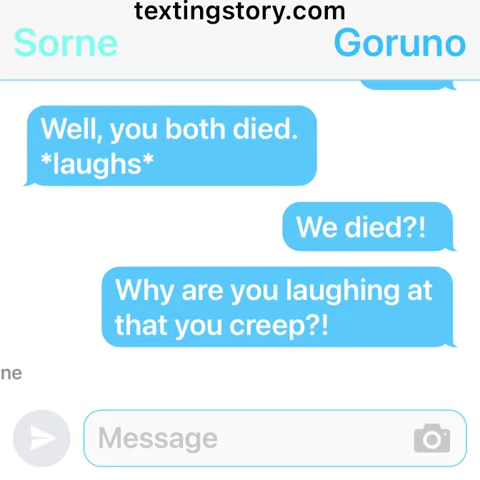 textingstory.com
Sorne
Goruno
Well, you both died.
*laughs*
We died?!
Why are you laughing at
that you creep?!
ne
Message